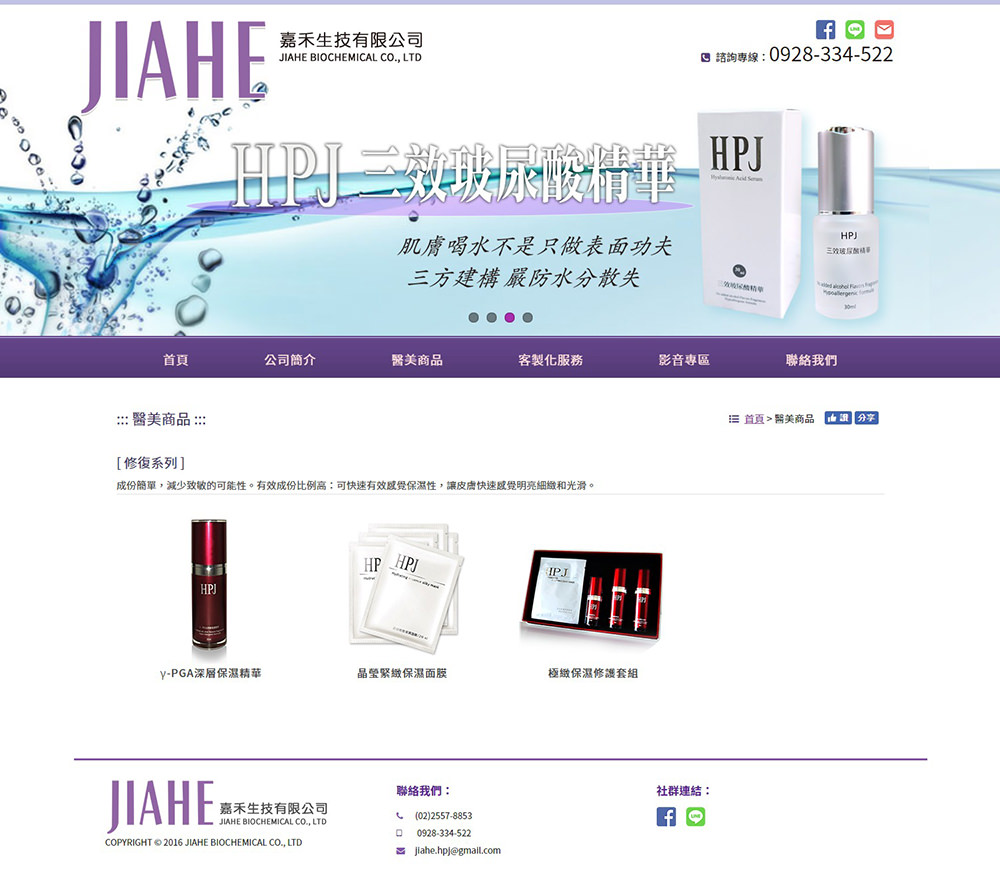 JIAHE
嘉禾生技有限公司
JIAHE BIOCHEMICAL CO., LTD
諮詢專線：0928-334-522
HPJ 三效玻尿酸精華
肌膚喝水不是只做表面功夫
三方建構 嚴防水分散失
HPJ
Hyaluronic Acid Serum
三效玻尿酸精華
HPJ
三效玻尿酸精華
Hypoallergenic Formula
30ml
首頁 公司簡介 醫美商品 客製化服務 影音專區 聯絡我們
::: 醫美商品 :::
首頁 > 醫美商品 讚 分享
[ 修復系列 ]
成份簡單，減少致敏的可能性。有效成份比例高：可快速有效感覺保濕性，讓皮膚快速感覺明亮細緻和光滑。
HPJ
HPJ
HPJ
HPJ
γ-PGA深層保濕精華
晶瑩緊緻保濕面膜
極緻保濕修護套組
JIAHE
嘉禾生技有限公司
JIAHE BIOCHEMICAL CO., LTD
COPYRIGHT © 2016 JIAHE BIOCHEMICAL CO., LTD
聯絡我們：
(02)2557-8853
0928-334-522
jiahe.hpj@gmail.com
社群連結：